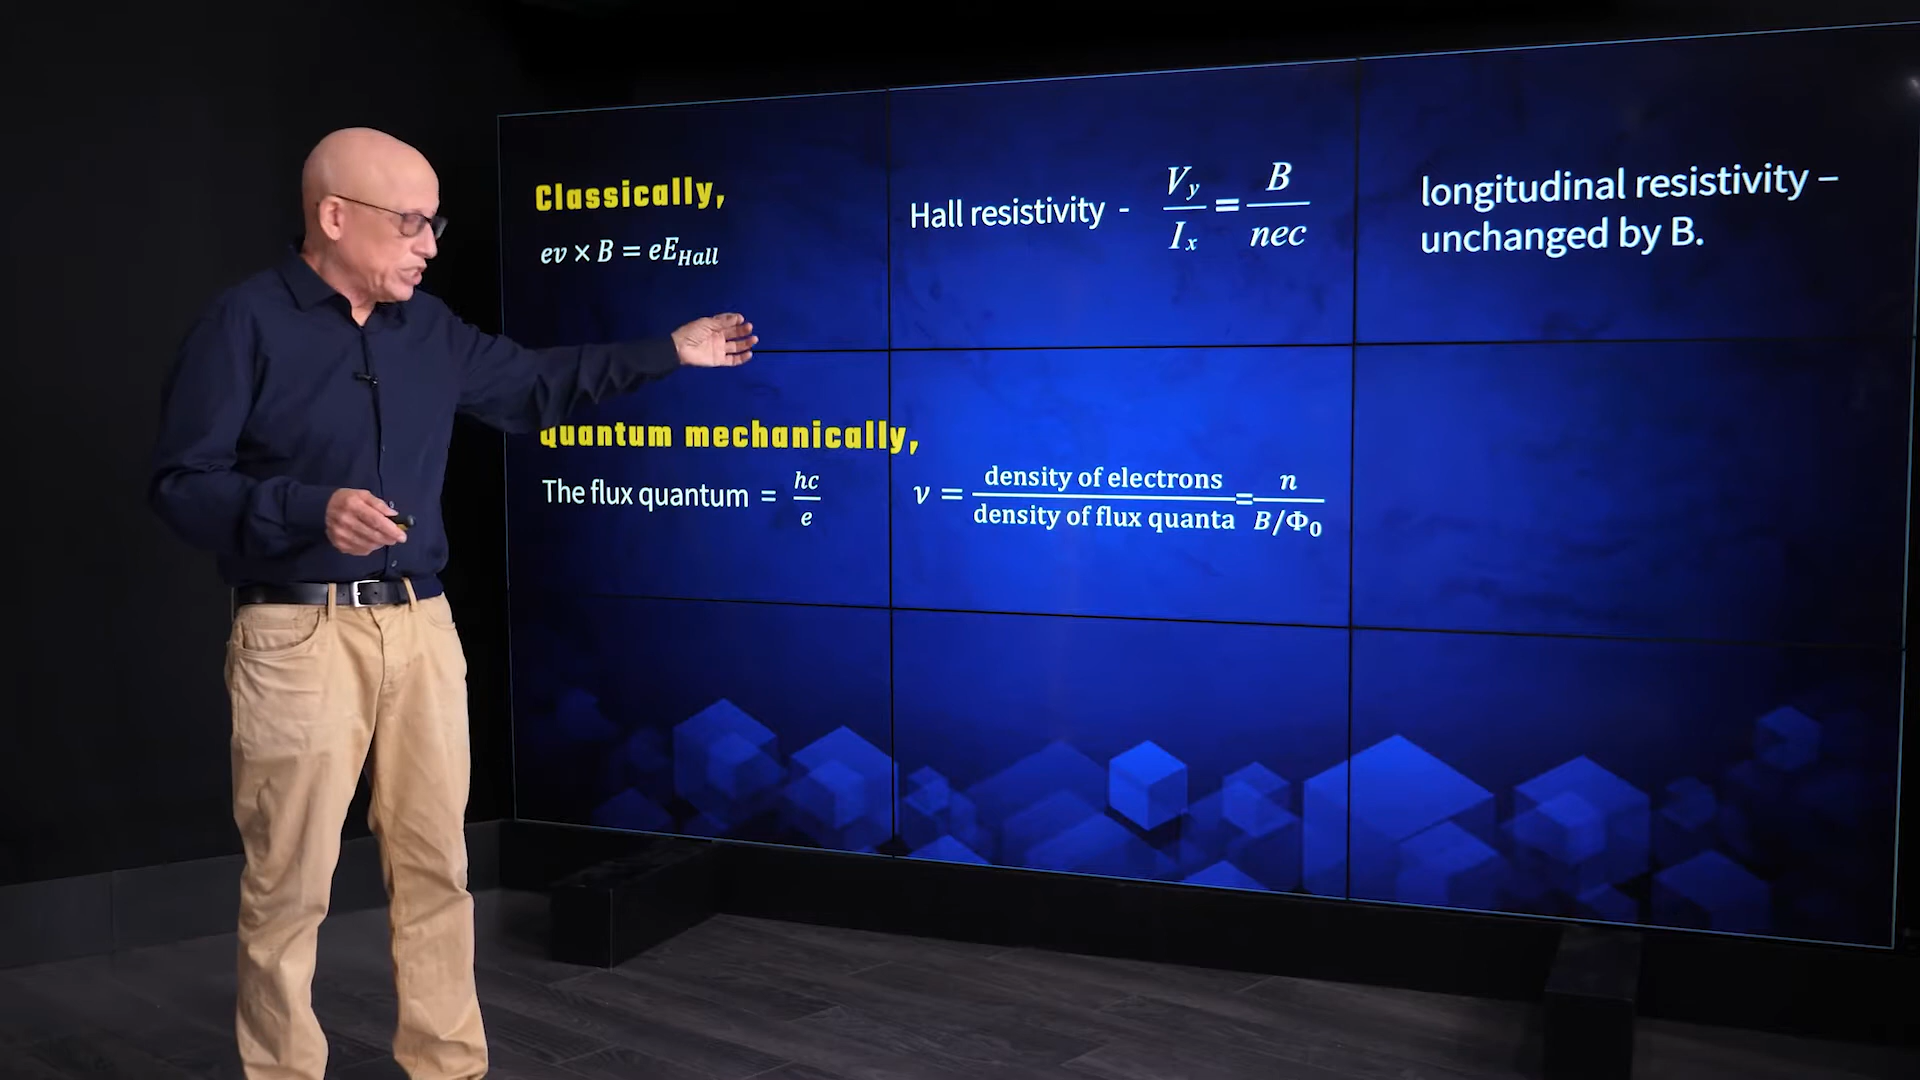 Classically,
ev × B = eE_Hall
Hall resistivity - V_y / I_x = B / nec
longitudinal resistivity –
unchanged by B.
Quantum mechanically,
The flux quantum = hc / e
ν = density of electrons / density of flux quanta = n / B/Φ₀